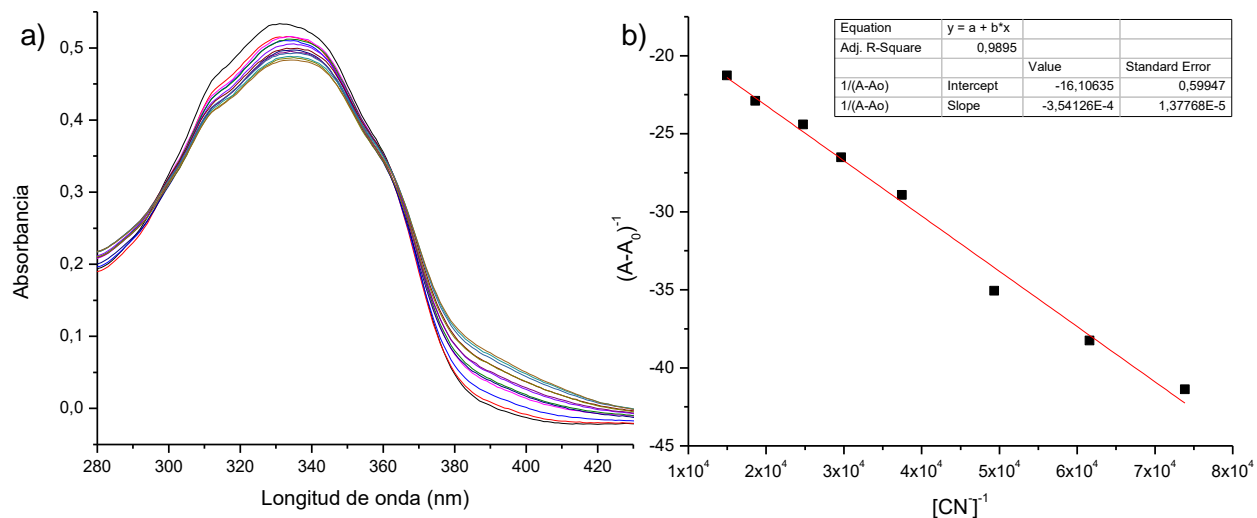 a)
0,5
0,4
0,3
0,2
0,1
0,0
Absorbancia
280 300 320 340 360 380 400 420
Longitud de onda (nm)
b)
Equation y = a + b*x
Adj. R-Square 0,9895
Value Standard Error
1/(A-Ao) Intercept -16,10635 0,59947
1/(A-Ao) Slope -3,54126E-4 1,37768E-5
-15
-20
-25
-30
-35
-40
-45
(A-A₀)⁻¹
1x10⁴ 2x10⁴ 3x10⁴ 4x10⁴ 5x10⁴ 6x10⁴ 7x10⁴ 8x10⁴
[CN⁻]⁻¹